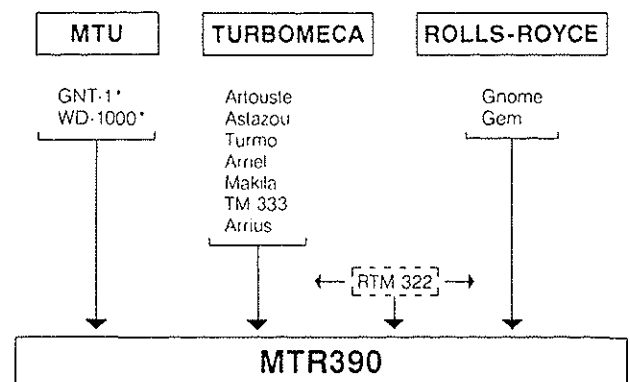 MTU
TURBOMECA
ROLLS-ROYCE
GNT-1*
WD-1000*
Artouste
Astazou
Turmo
Arriel
Makila
TM 333
Arrius
Gnome
Gem
RTM 322
MTR390